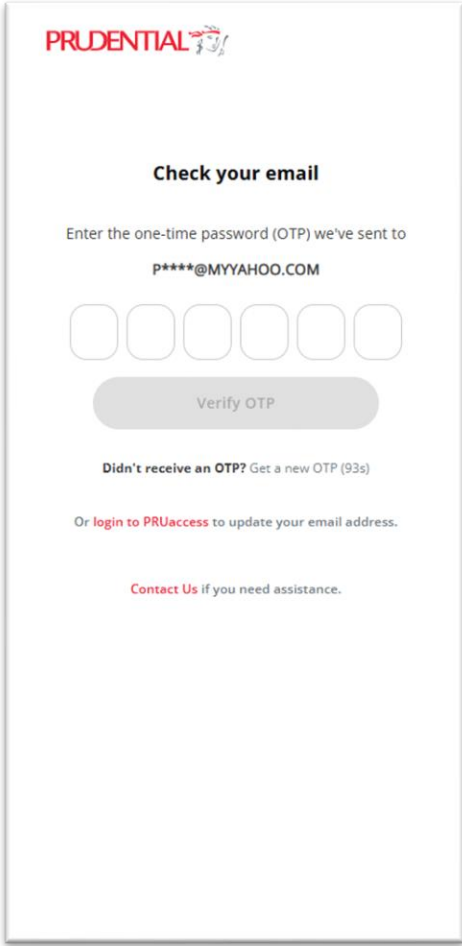 PRUDENTIAL
Check your email
Enter the one-time password (OTP) we've sent to
P****@MYYAHOO.COM
Verify OTP
Didn't receive an OTP? Get a new OTP (93s)
Or login to PRUaccess to update your email address.
Contact Us if you need assistance.